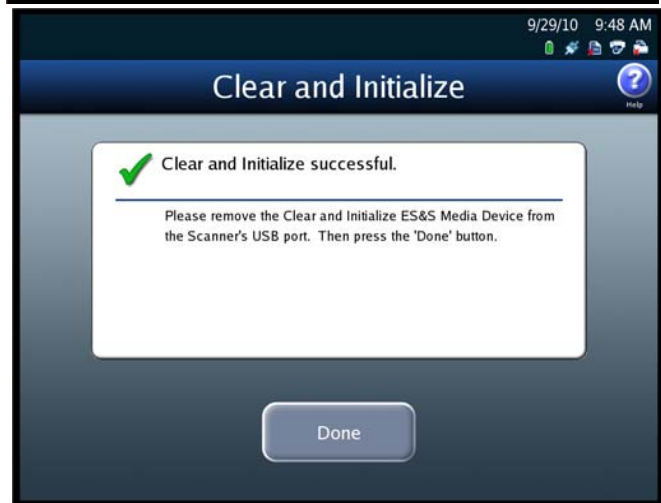 9/29/10 9:48 AM
Clear and Initialize
?
Help
Clear and Initialize successful.
Please remove the Clear and Initialize ES&S Media Device from
the Scanner's USB port. Then press the 'Done' button.
Done